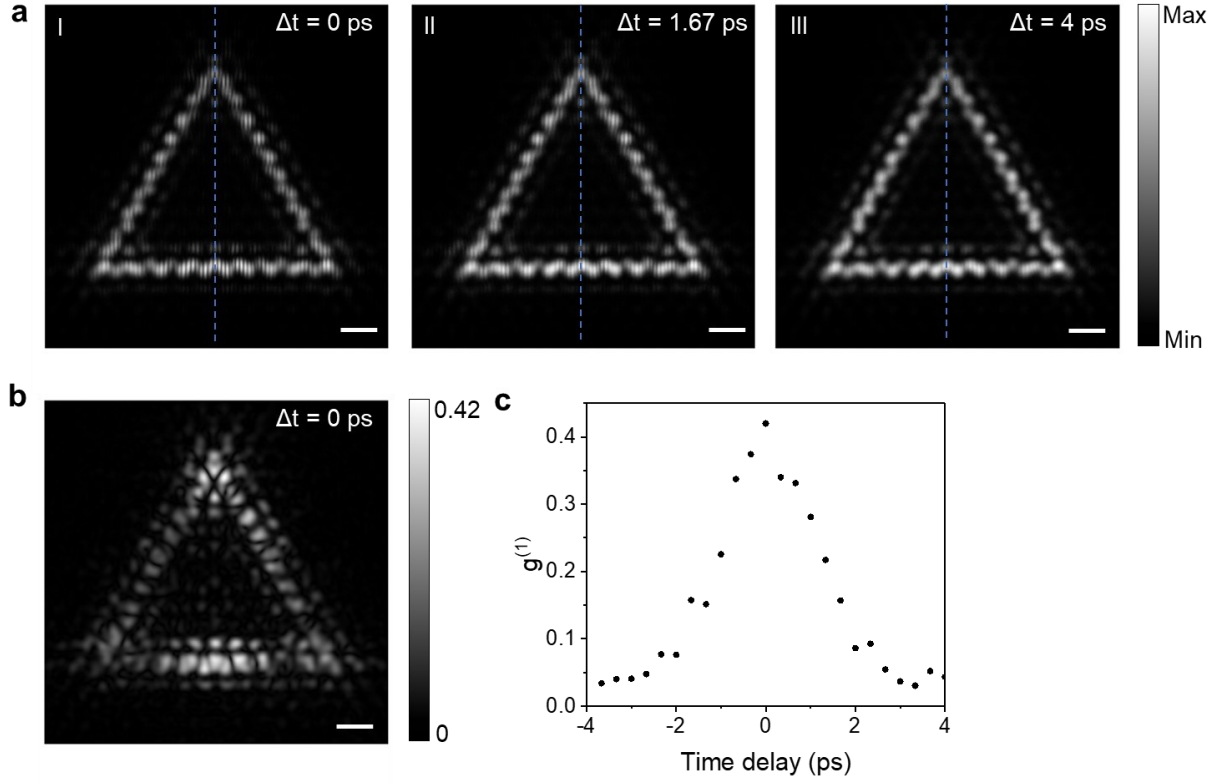 a
I
Δt = 0 ps
II
Δt = 1.67 ps
III
Δt = 4 ps
Max
Min
b
Δt = 0 ps
0.42
0
c
g(1)
0.4
0.3
0.2
0.1
0.0
-4
-2
0
2
4
Time delay (ps)